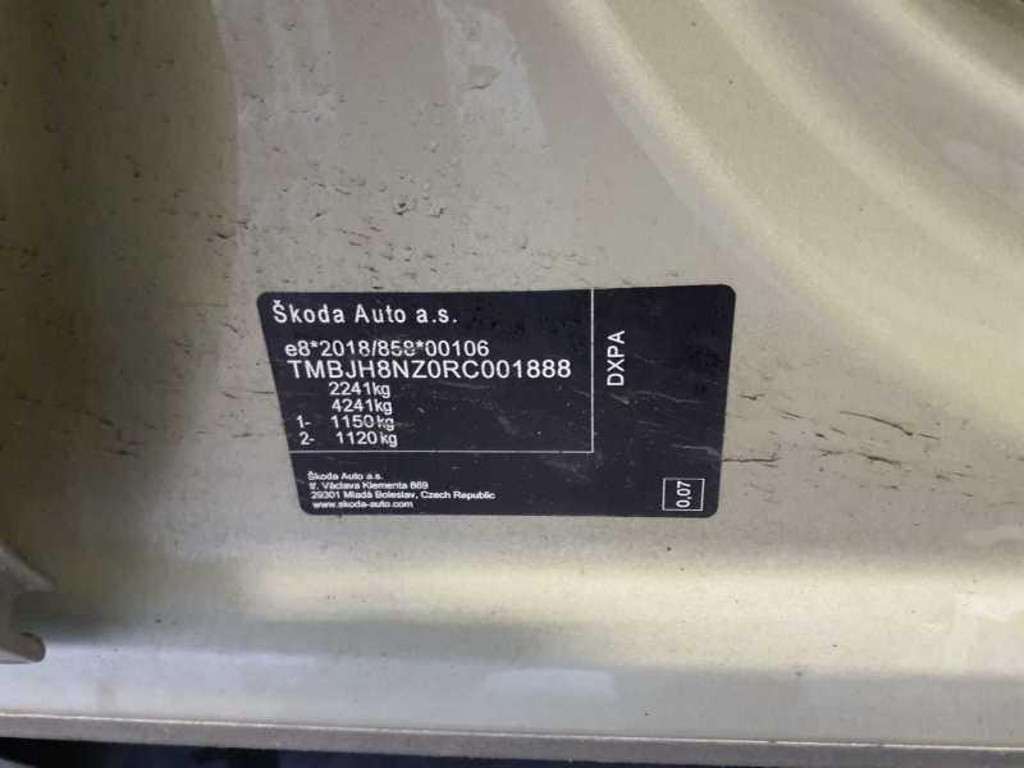 Škoda Auto a.s.
e8*2018/858*00106
TMBJH8NZ0RC001888
2241kg
4241kg
1- 1150kg
2- 1120kg
DXPA
Škoda Auto a.s.
tř. Václava Klementa 869
29301 Mladá Boleslav, Czech Republic
www.skoda-auto.com
0,07